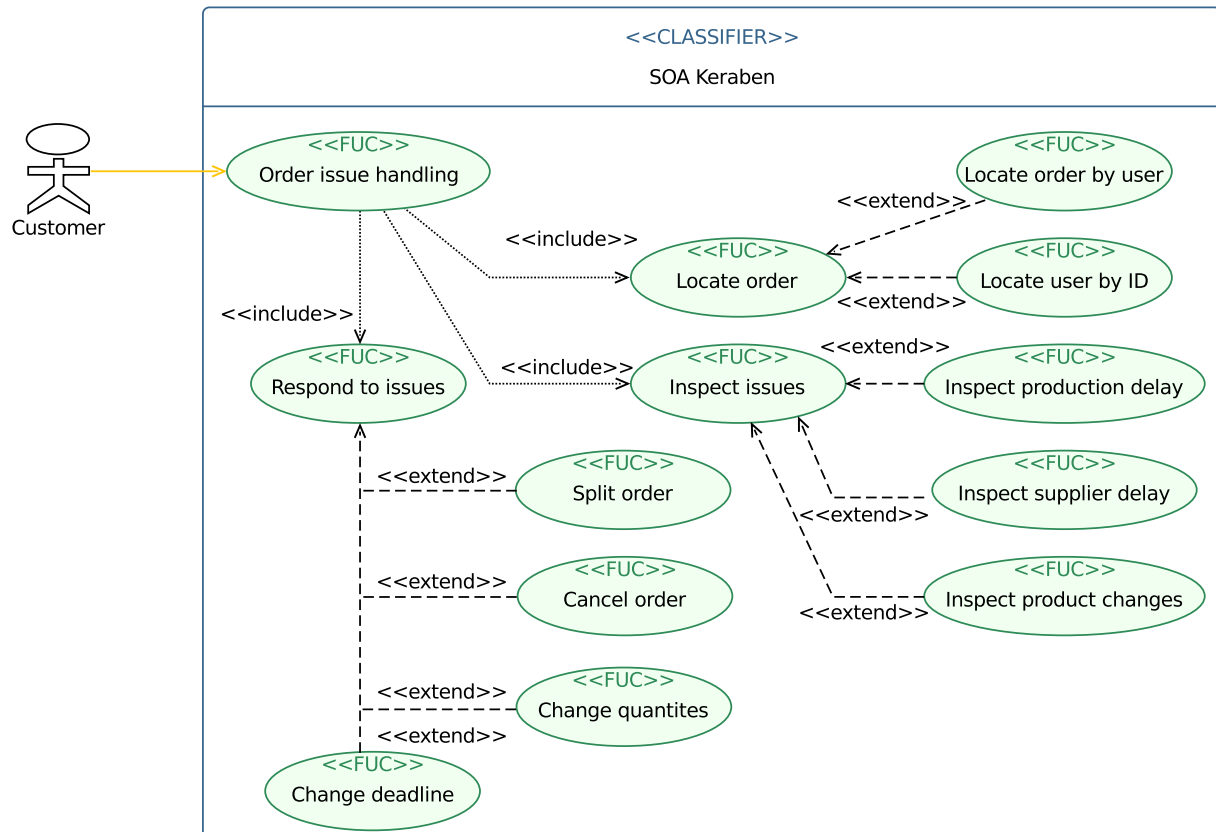 <<CLASSIFIER>>
SOA Keraben
Customer
<<FUC>>
Order issue handling
<<FUC>>
Locate order by user
<<extend>>
<<include>>
<<FUC>>
Locate order
<<FUC>>
Locate user by ID
<<extend>>
<<include>>
<<FUC>>
Respond to issues
<<include>>
<<FUC>>
Inspect issues
<<extend>>
<<FUC>>
Inspect production delay
<<extend>>
<<FUC>>
Split order
<<FUC>>
Inspect supplier delay
<<extend>>
<<extend>>
<<FUC>>
Cancel order
<<FUC>>
Inspect product changes
<<extend>>
<<extend>>
<<FUC>>
Change quantites
<<extend>>
<<FUC>>
Change deadline